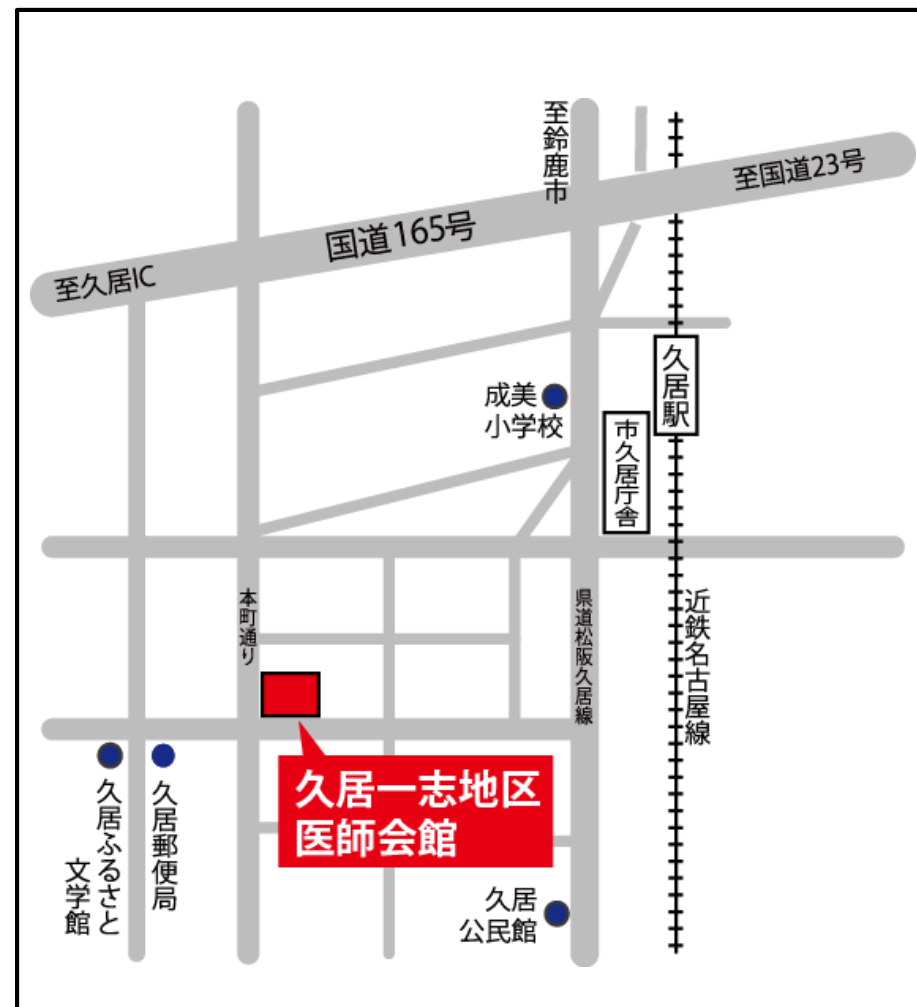 至鈴鹿市
至国道23号
国道165号
至久居IC
久居駅
成美
小学校
市久居庁舎
本町通り
県道松阪久居線
近鉄名古屋線
久居一志地区
医師会館
久居ふるさと
文学館
久居郵便局
久居
公民館